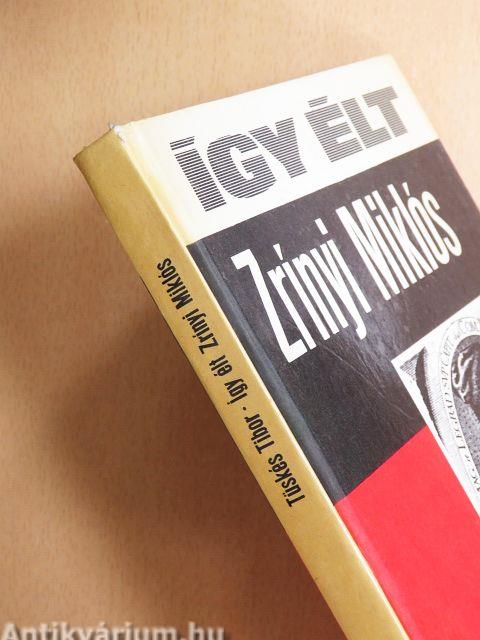 ÍGY ÉLT
Zrínyi Miklós
Tüskés Tibor · Így élt Zrínyi Miklós
Antikvárium.hu